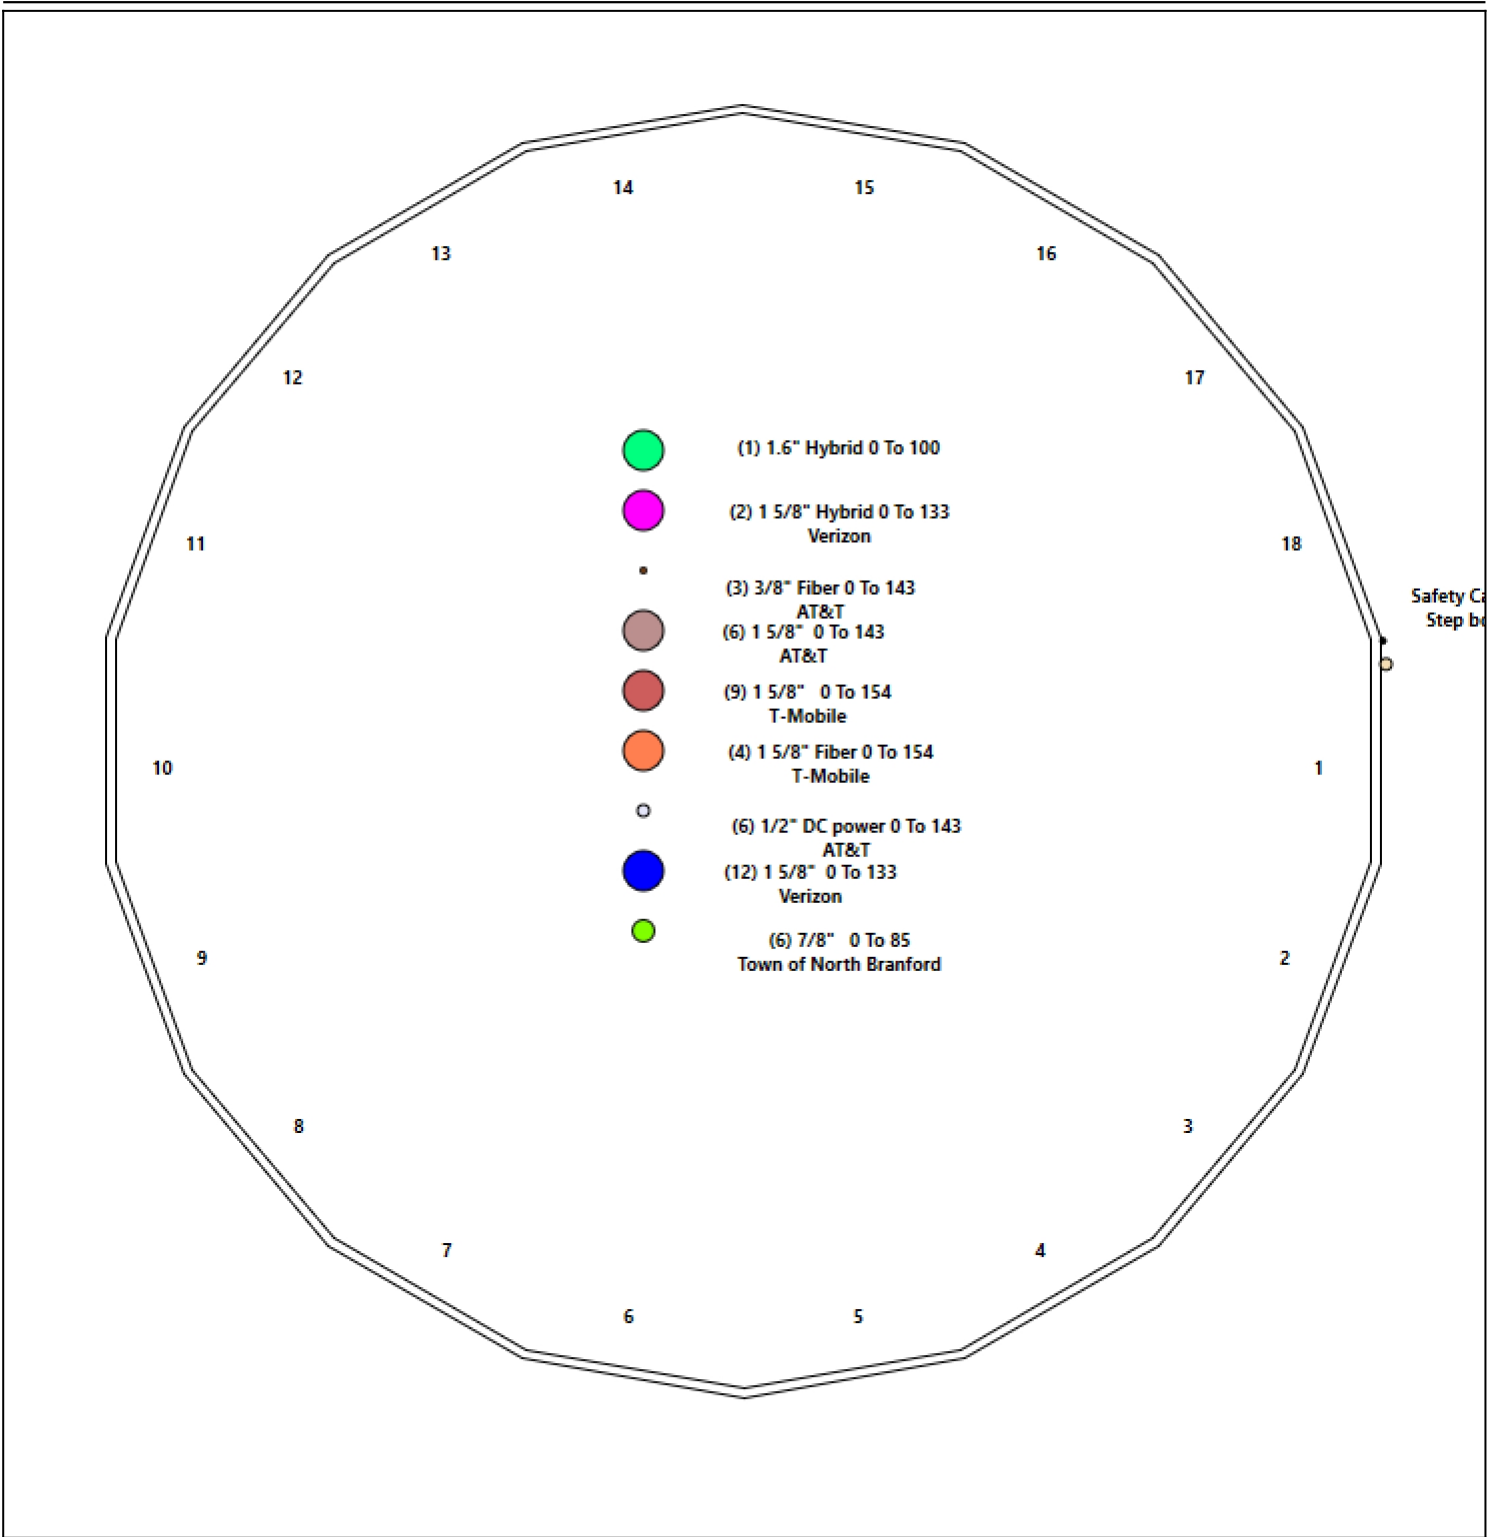 14
15
13
16
12
17
(1) 1.6" Hybrid 0 To 100
(2) 1 5/8" Hybrid 0 To 133
Verizon
11
18
(3) 3/8" Fiber 0 To 143
AT&T
Safety
Step
(6) 1 5/8" 0 To 143
AT&T
(9) 1 5/8" 0 To 154
T-Mobile
(4) 1 5/8" Fiber 0 To 154
T-Mobile
10
1
(6) 1/2" DC power 0 To 143
AT&T
(12) 1 5/8" 0 To 133
Verizon
(6) 7/8" 0 To 85
Town of North Branford
9
2
8
3
7
4
6
5